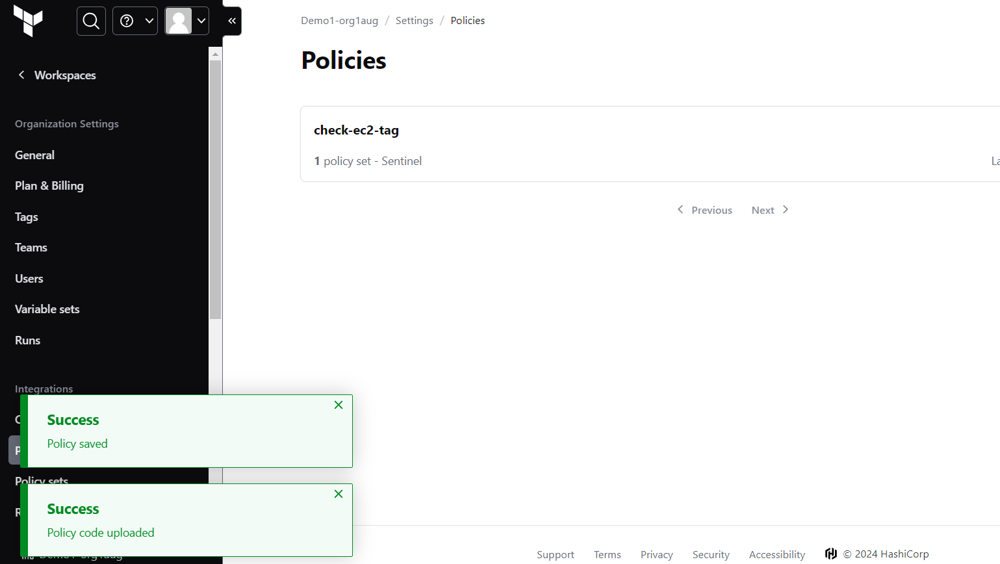 Demo1-org1aug / Settings / Policies
Policies
Workspaces
Organization Settings
General
Plan & Billing
Tags
Teams
Users
Variable sets
Runs
Integrations
Policy sets
check-ec2-tag
1 policy set - Sentinel
Previous
Next
Success
Policy saved
Success
Policy code uploaded
Support
Terms
Privacy
Security
Accessibility
© 2024 HashiCorp